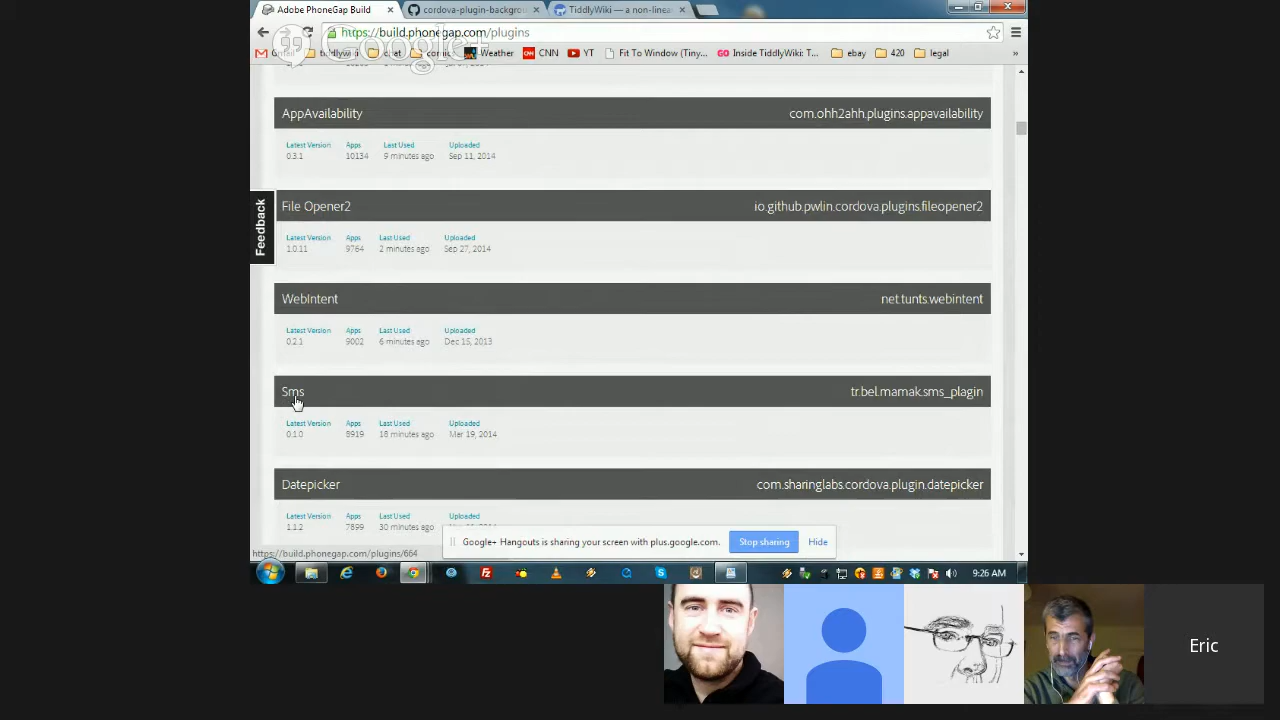 Adobe PhoneGap Build
cordova-plugin-backgrou
TiddlyWiki — a non-linea
https://build.phonegap.com/plugins
Google+
Weather
CNN
YT
Fit To Window (Tiny...
Inside TiddlyWiki: T...
ebay
420
legal
»
AppAvailability
com.ohh2ahh.plugins.appavailability
Latest Version Apps Last Used Uploaded
0.3.1 10134 9 minutes ago Sep 11, 2014
Feedback
File Opener2
io.github.pwlin.cordova.plugins.fileopener2
Latest Version Apps Last Used Uploaded
1.0.11 9764 2 minutes ago Sep 27, 2014
WebIntent
net.tunts.webintent
Latest Version Apps Last Used Uploaded
0.2.1 9002 6 minutes ago Dec 15, 2013
Sms
tr.bel.mamak.sms_plagin
Latest Version Apps Last Used Uploaded
0.1.0 8919 18 minutes ago Mar 19, 2014
Datepicker
com.sharinglabs.cordova.plugin.datepicker
Latest Version Apps Last Used Uploaded
1.1.2 7899 30 minutes ago
Google+ Hangouts is sharing your screen with plus.google.com.
Stop sharing
Hide
https://build.phonegap.com/plugins/664
9:26 AM
Eric